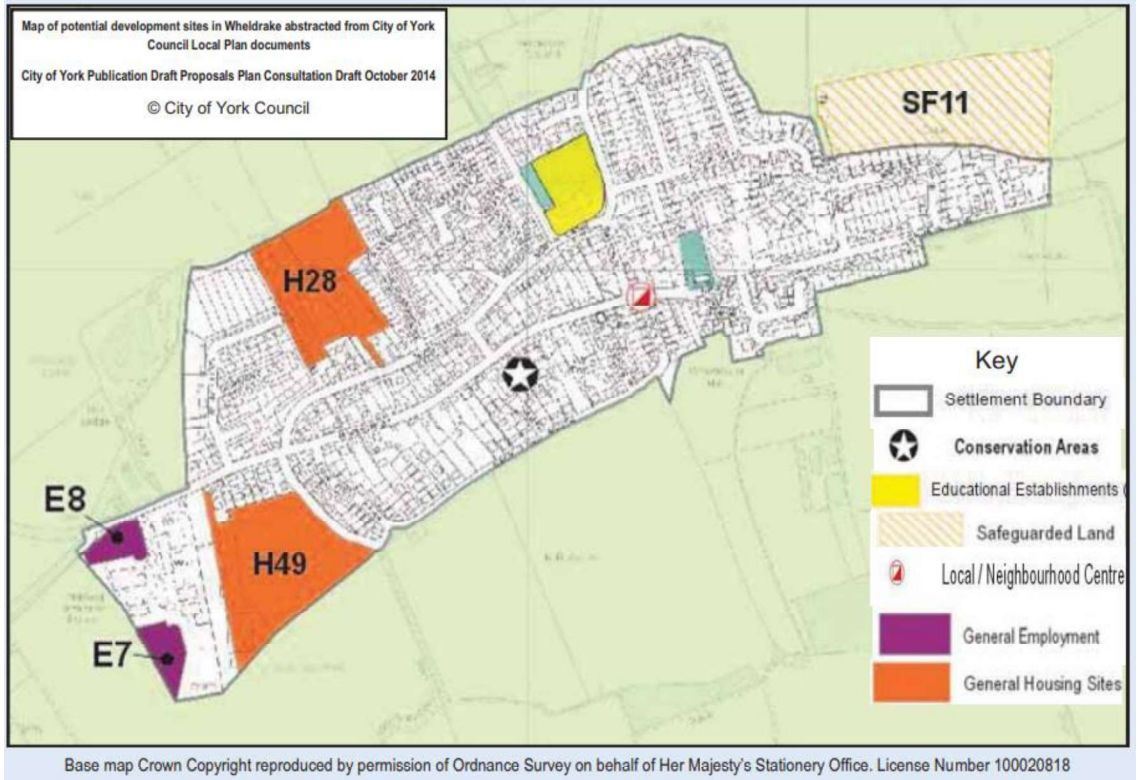 Map of potential development sites in Wheldrake abstracted from City of York
Council Local Plan documents
City of York Publication Draft Proposals Plan Consultation Draft October 2014
© City of York Council
SF11
H28
E8
H49
E7
Key
Settlement Boundary
Conservation Areas
Educational Establishments (
Safeguarded Land
Local / Neighbourhood Centre
General Employment
General Housing Sites
Base map Crown Copyright reproduced by permission of Ordnance Survey on behalf of Her Majesty's Stationery Office. License Number 100020818